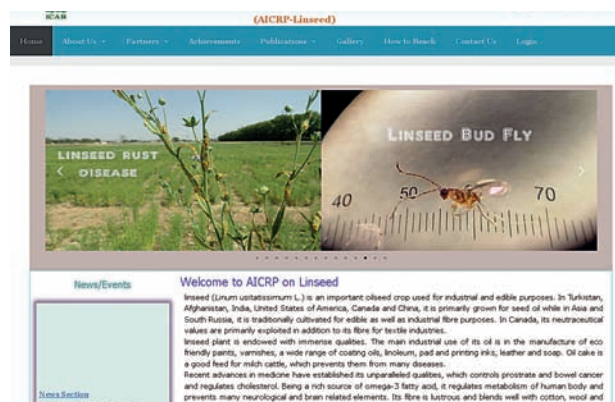 ICAR
(AICRP-Linseed)
Home About Us Partners Achievements Publications Gallery How to Reach Contact Us Login
LINSEED RUST
DISEASE
LINSEED BUD FLY
40 50 70
News/Events
Welcome to AICRP on Linseed
linseed (Linum usitatissimum L.) is an important oilseed crop used for industrial and edible purposes. In Turkistan,
Afghanistan, India, United States of America, Canada and China, it is primarily grown for seed oil while in Asia and
South Russia, it is traditionally cultivated for edible as well as industrial fibre purposes. In Canada, its neutraceutical
values are primarily exploited in addition to its fibre for textile industries.
linseed plant is endowed with immense qualities. The main industrial use of its oil is in the manufacture of eco
friendly paints, varnishes, a wide range of coating oils, linoleum, pad and printing inks, leather and soap. Oil cake is
a good feed for milch cattle, which prevents them from many diseases.
Recent advances in medicine have established its unparaleled qualities, which controls prostate and bowel cancer
and regulates cholesterol. Being a rich source of omega-3 fatty acid, it regulates metabolism of human body and
prevents many neurological and brain related elements. Its fibre is lustrous and blends well with cotton, wool and
News Section